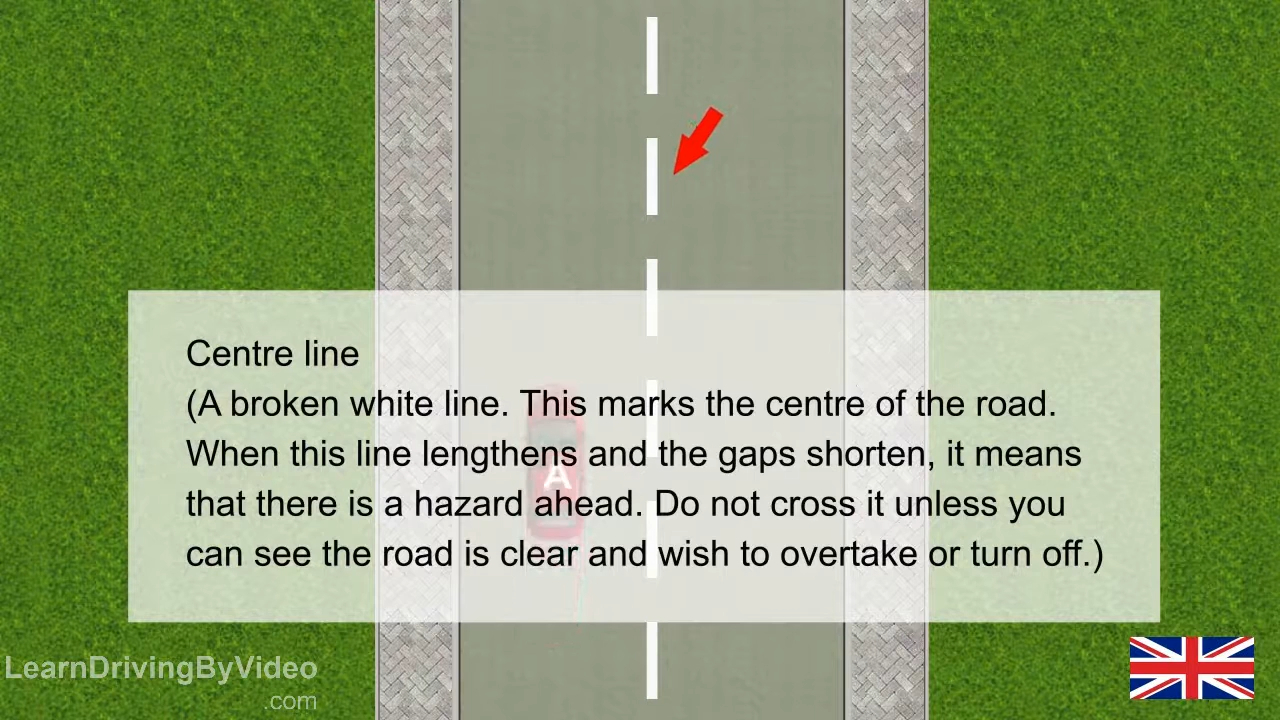 Centre line
(A broken white line. This marks the centre of the road.
When this line lengthens and the gaps shorten, it means
that there is a hazard ahead. Do not cross it unless you
can see the road is clear and wish to overtake or turn off.)
A
LearnDrivingByVideo
.com